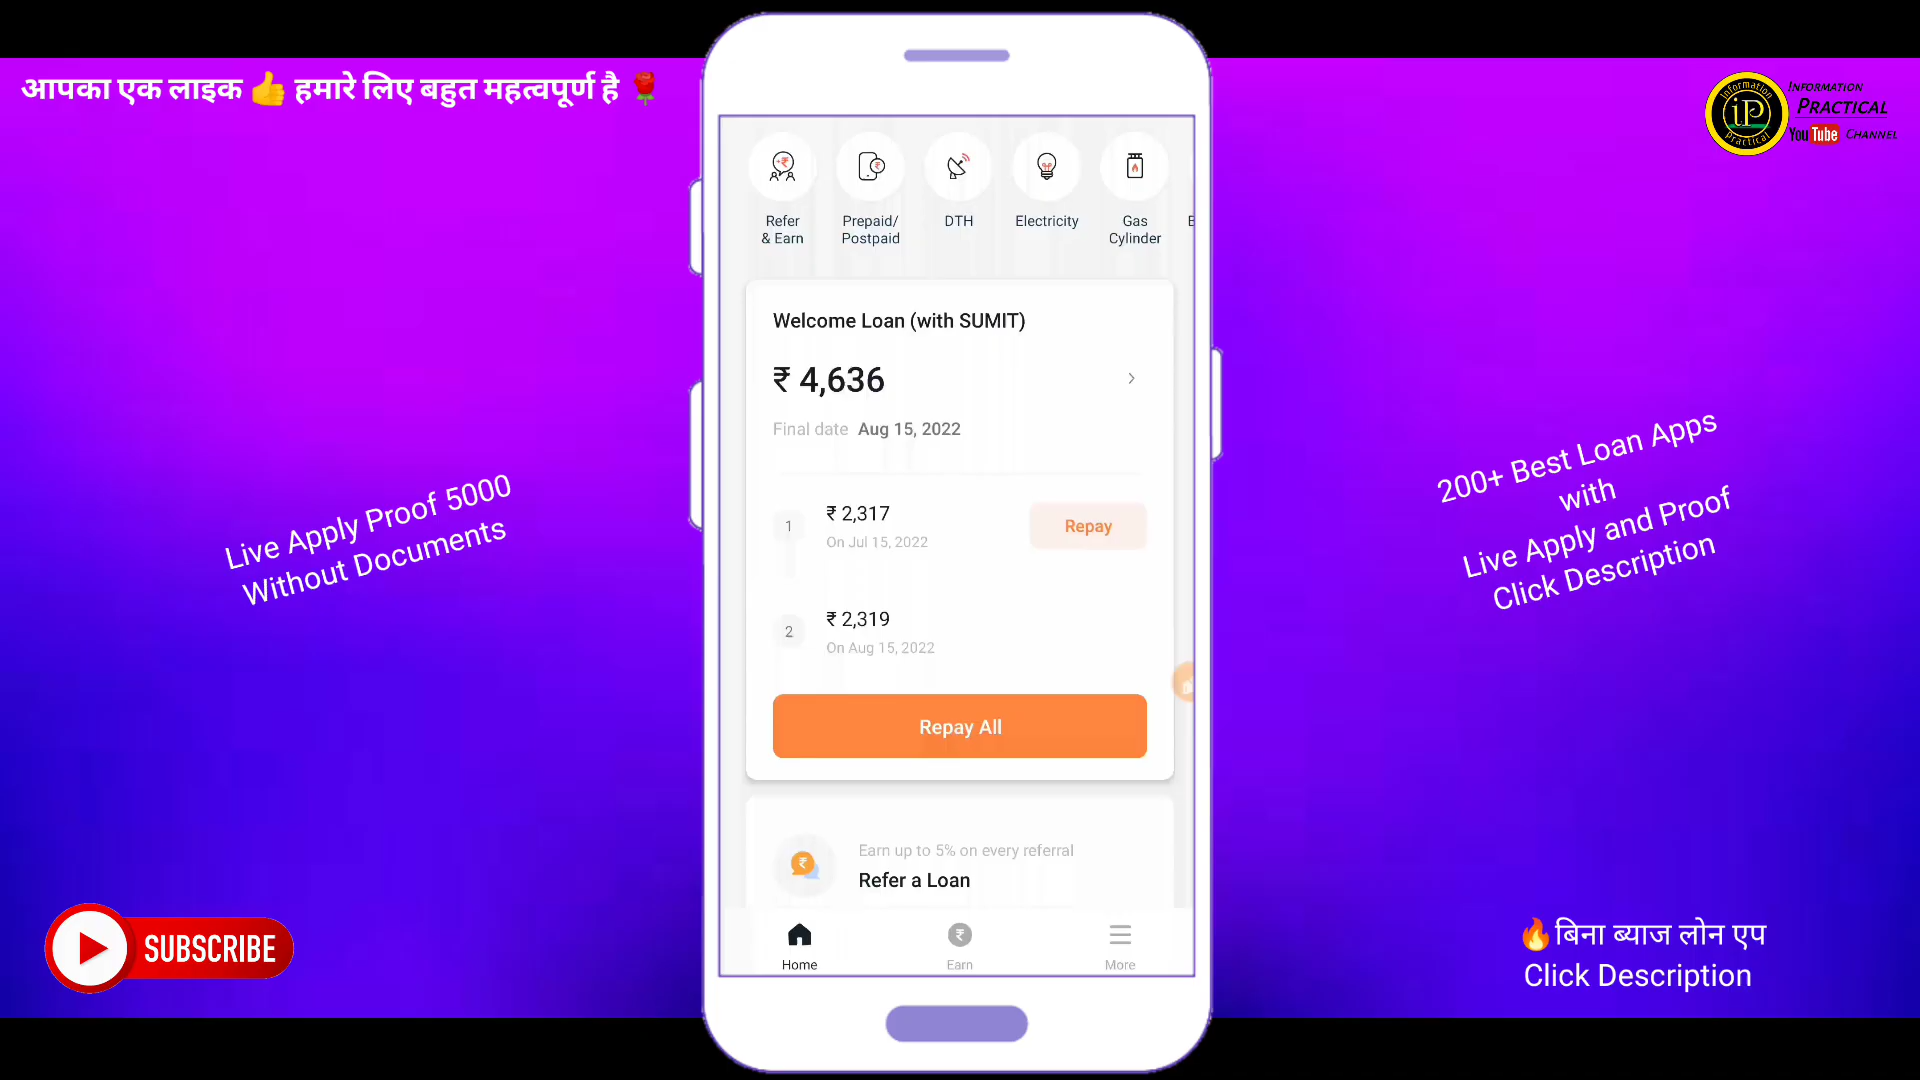 आपका एक लाइक 👍 हमारे लिए बहुत महत्वपूर्ण है 🌹
Information
iP
Practical
INFORMATION
PRACTICAL
YouTube CHANNEL
Refer
& Earn
Prepaid/
Postpaid
DTH
Electricity
Gas
Cylinder
Welcome Loan (with SUMIT)
₹ 4,636
Final date Aug 15, 2022
1
₹ 2,317
On Jul 15, 2022
Repay
2
₹ 2,319
On Aug 15, 2022
Repay All
Earn up to 5% on every referral
Refer a Loan
Home
Earn
More
Live Apply Proof 5000
Without Documents
200+ Best Loan Apps
with
Live Apply and Proof
Click Description
SUBSCRIBE
🔥बिना ब्याज लोन एप
Click Description